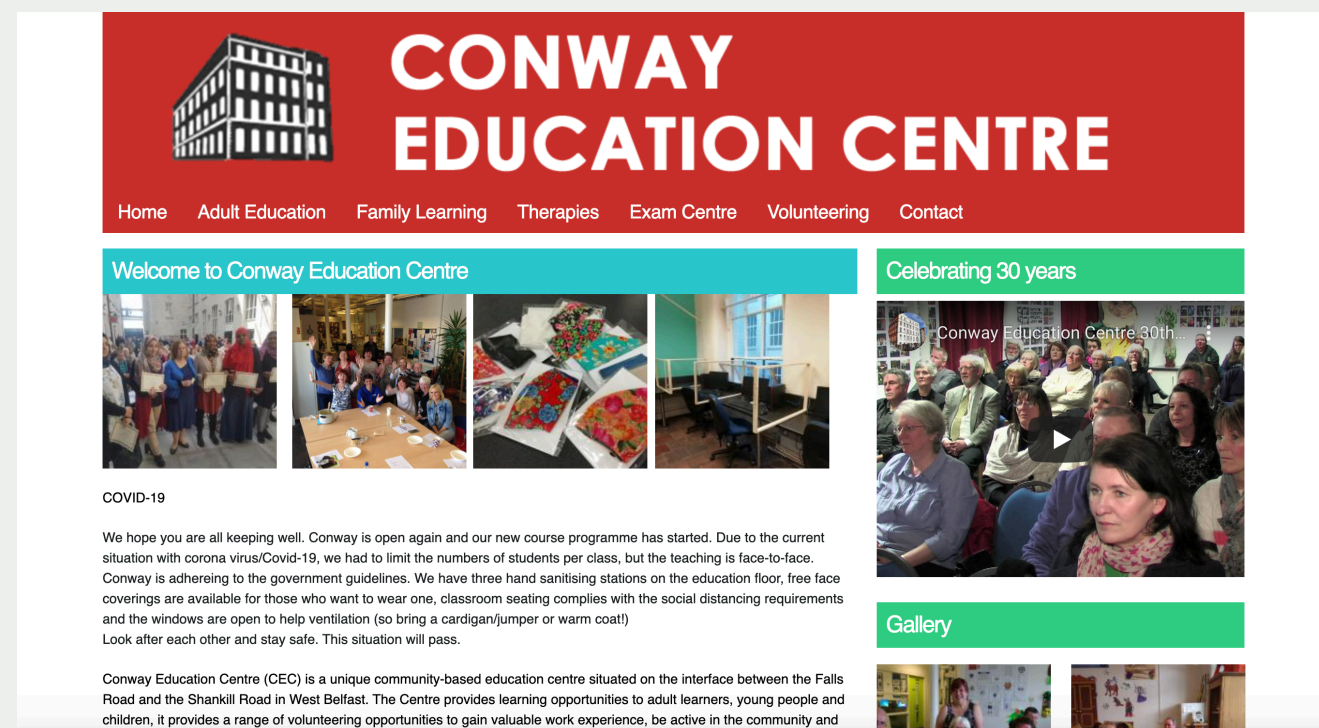 CONWAY
EDUCATION CENTRE
Home Adult Education Family Learning Therapies Exam Centre Volunteering Contact
Welcome to Conway Education Centre
COVID-19
We hope you are all keeping well. Conway is open again and our new course programme has started. Due to the current
situation with corona virus/Covid-19, we had to limit the numbers of students per class, but the teaching is face-to-face.
Conway is adhereing to the government guidelines. We have three hand sanitising stations on the education floor, free face
coverings are available for those who want to wear one, classroom seating complies with the social distancing requirements
and the windows are open to help ventilation (so bring a cardigan/jumper or warm coat!)
Look after each other and stay safe. This situation will pass.
Conway Education Centre (CEC) is a unique community-based education centre situated on the interface between the Falls
Road and the Shankill Road in West Belfast. The Centre provides learning opportunities to adult learners, young people and
children, it provides a range of volunteering opportunities to gain valuable work experience, be active in the community and
Celebrating 30 years
Conway Education Centre 30th...
Gallery